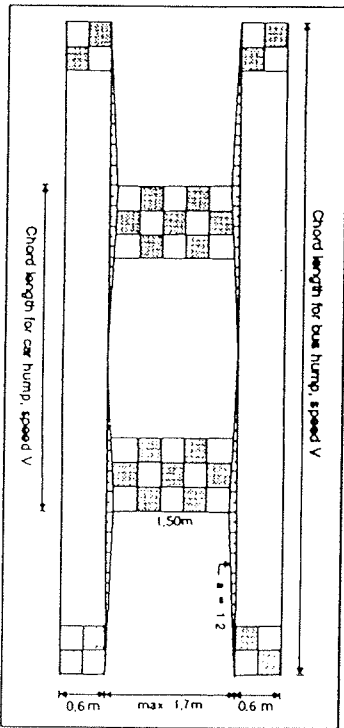 Chord length for bus hump, speed V
Chord length for car hump, speed V
1,50m
a = 1:2
0,6 m
max 1,7m
0,6 m